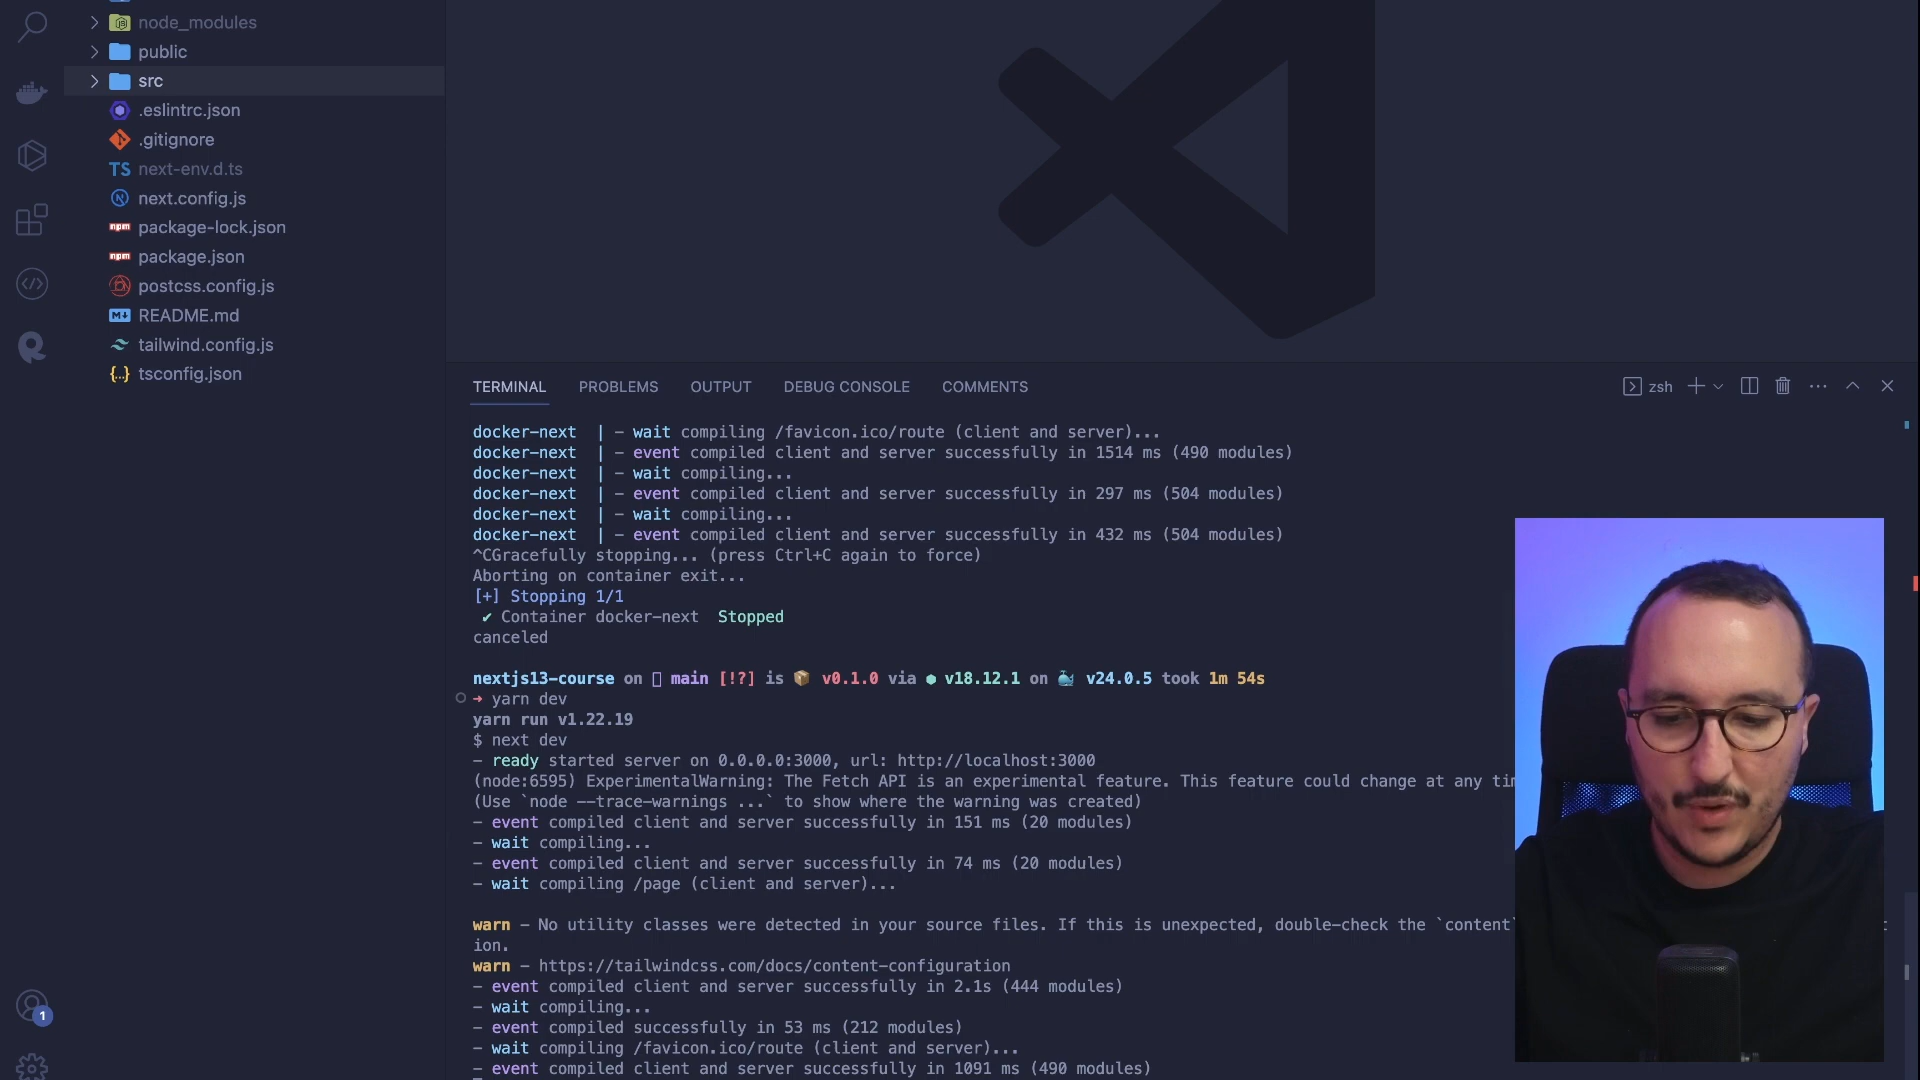 node_modules
public
src
.eslintrc.json
.gitignore
TS next-env.d.ts
next.config.js
npm package-lock.json
npm package.json
postcss.config.js
README.md
tailwind.config.js
{..} tsconfig.json
1
TERMINAL PROBLEMS OUTPUT DEBUG CONSOLE COMMENTS zsh
docker-next | - wait compiling /favicon.ico/route (client and server)...
docker-next | - event compiled client and server successfully in 1514 ms (490 modules)
docker-next | - wait compiling...
docker-next | - event compiled client and server successfully in 297 ms (504 modules)
docker-next | - wait compiling...
docker-next | - event compiled client and server successfully in 432 ms (504 modules)
^CGracefully stopping... (press Ctrl+C again to force)
Aborting on container exit...
[+] Stopping 1/1
✔ Container docker-next Stopped
canceled
nextjs13-course on main [!?] is 📦 v0.1.0 via ⬢ v18.12.1 on 🐳 v24.0.5 took 1m 54s
➜ yarn dev
yarn run v1.22.19
$ next dev
- ready started server on 0.0.0.0:3000, url: http://localhost:3000
(node:6595) ExperimentalWarning: The Fetch API is an experimental feature. This feature could change at any ti
(Use `node --trace-warnings ...` to show where the warning was created)
- event compiled client and server successfully in 151 ms (20 modules)
- wait compiling...
- event compiled client and server successfully in 74 ms (20 modules)
- wait compiling /page (client and server)...
warn - No utility classes were detected in your source files. If this is unexpected, double-check the `content`
ion.
warn - https://tailwindcss.com/docs/content-configuration
- event compiled client and server successfully in 2.1s (444 modules)
- wait compiling...
- event compiled successfully in 53 ms (212 modules)
- wait compiling /favicon.ico/route (client and server)...
- event compiled client and server successfully in 1091 ms (490 modules)